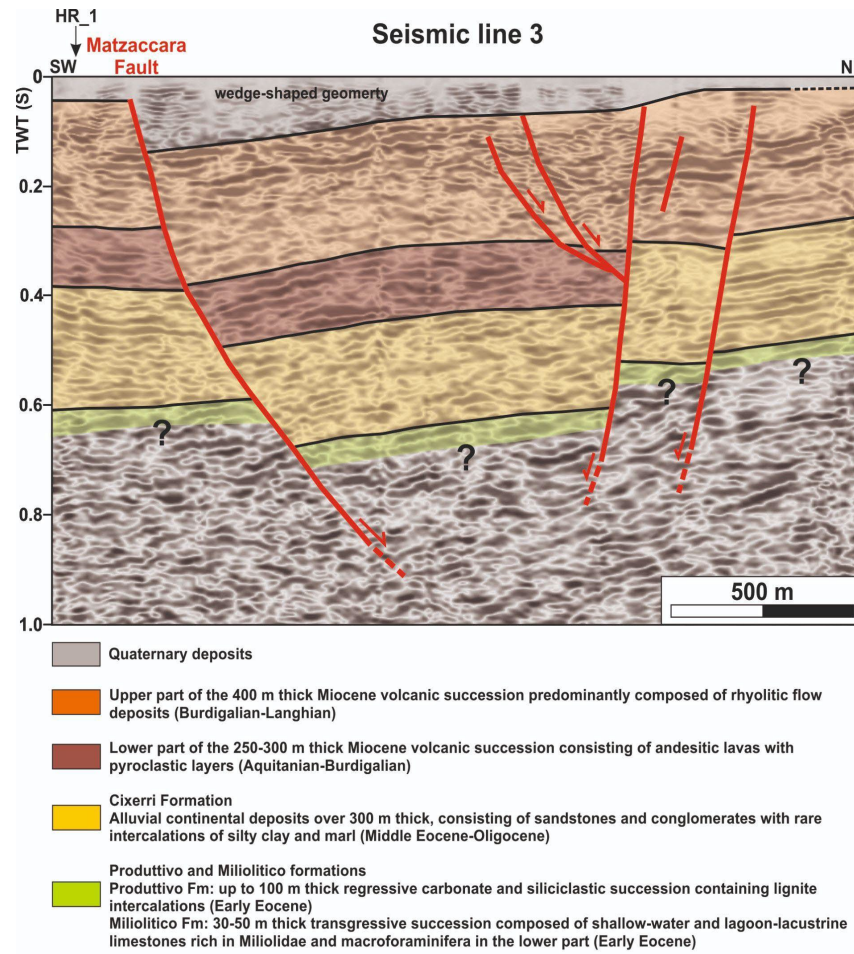 HR_1
Seismic line 3
Matzaccara
Fault
SW
N
TWT (S)
0
wedge-shaped geomerty
0.2
0.4
0.6
0.8
1.0
?
?
?
?
500 m
Quaternary deposits
Upper part of the 400 m thick Miocene volcanic succession predominantly composed of rhyolitic flow
deposits (Burdigalian-Langhian)
Lower part of the 250-300 m thick Miocene volcanic succession consisting of andesitic lavas with
pyroclastic layers (Aquitanian-Burdigalian)
Cixerri Formation
Alluvial continental deposits over 300 m thick, consisting of sandstones and conglomerates with rare
intercalations of silty clay and marl (Middle Eocene-Oligocene)
Produttivo and Miliolitico formations
Produttivo Fm: up to 100 m thick regressive carbonate and siliciclastic succession containing lignite
intercalations (Early Eocene)
Miliolitico Fm: 30-50 m thick transgressive succession composed of shallow-water and lagoon-lacustrine
limestones rich in Miliolidae and macroforaminifera in the lower part (Early Eocene)